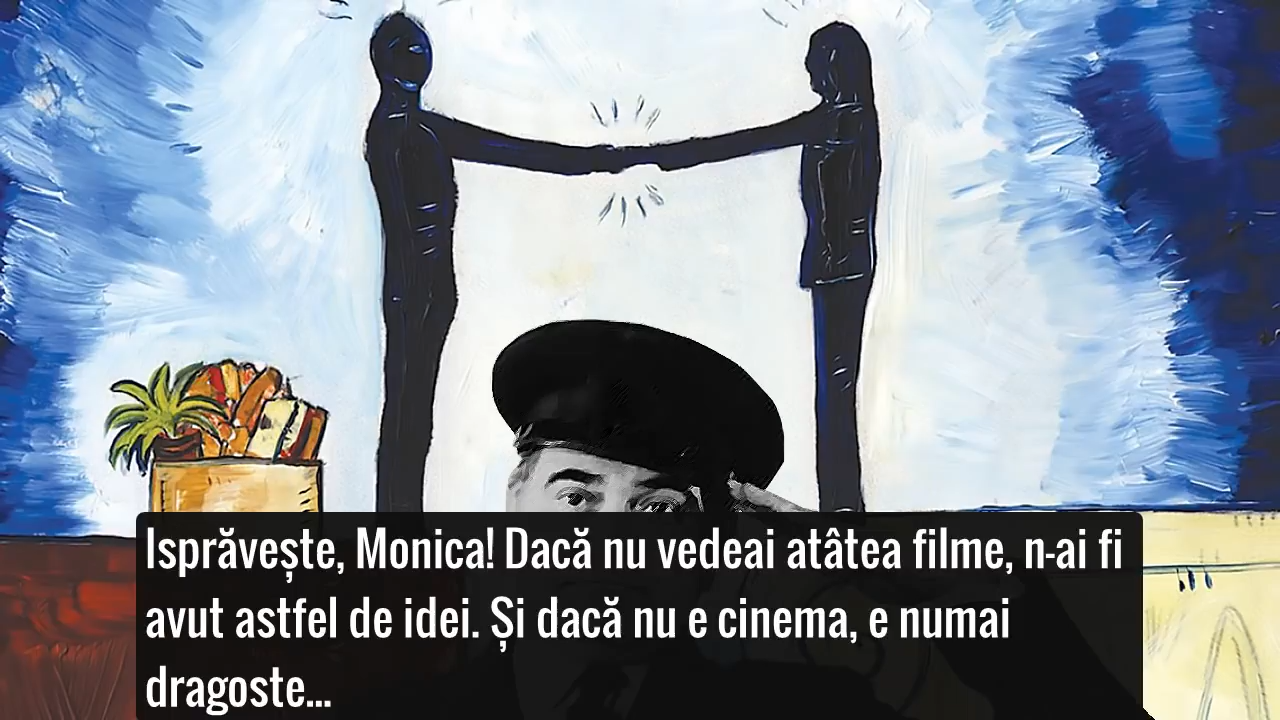 Isprăvește, Monica! Dacă nu vedeai atâtea filme, n-ai fi
avut astfel de idei. Și dacă nu e cinema, e numai
dragoste...